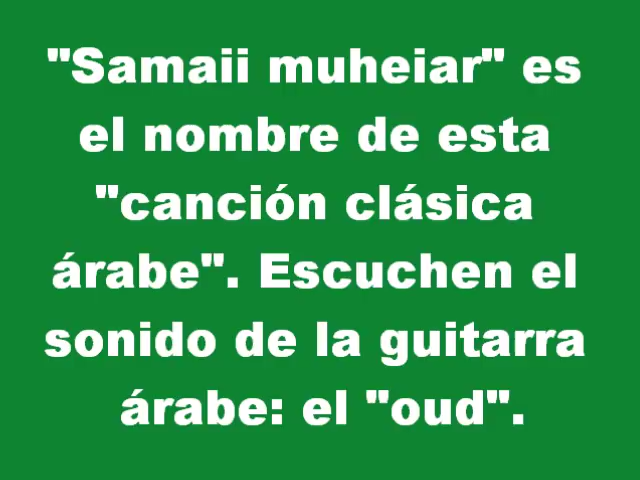 "Samaii muheiar" es
el nombre de esta
"canción clásica
árabe". Escuchen el
sonido de la guitarra
árabe: el "oud".